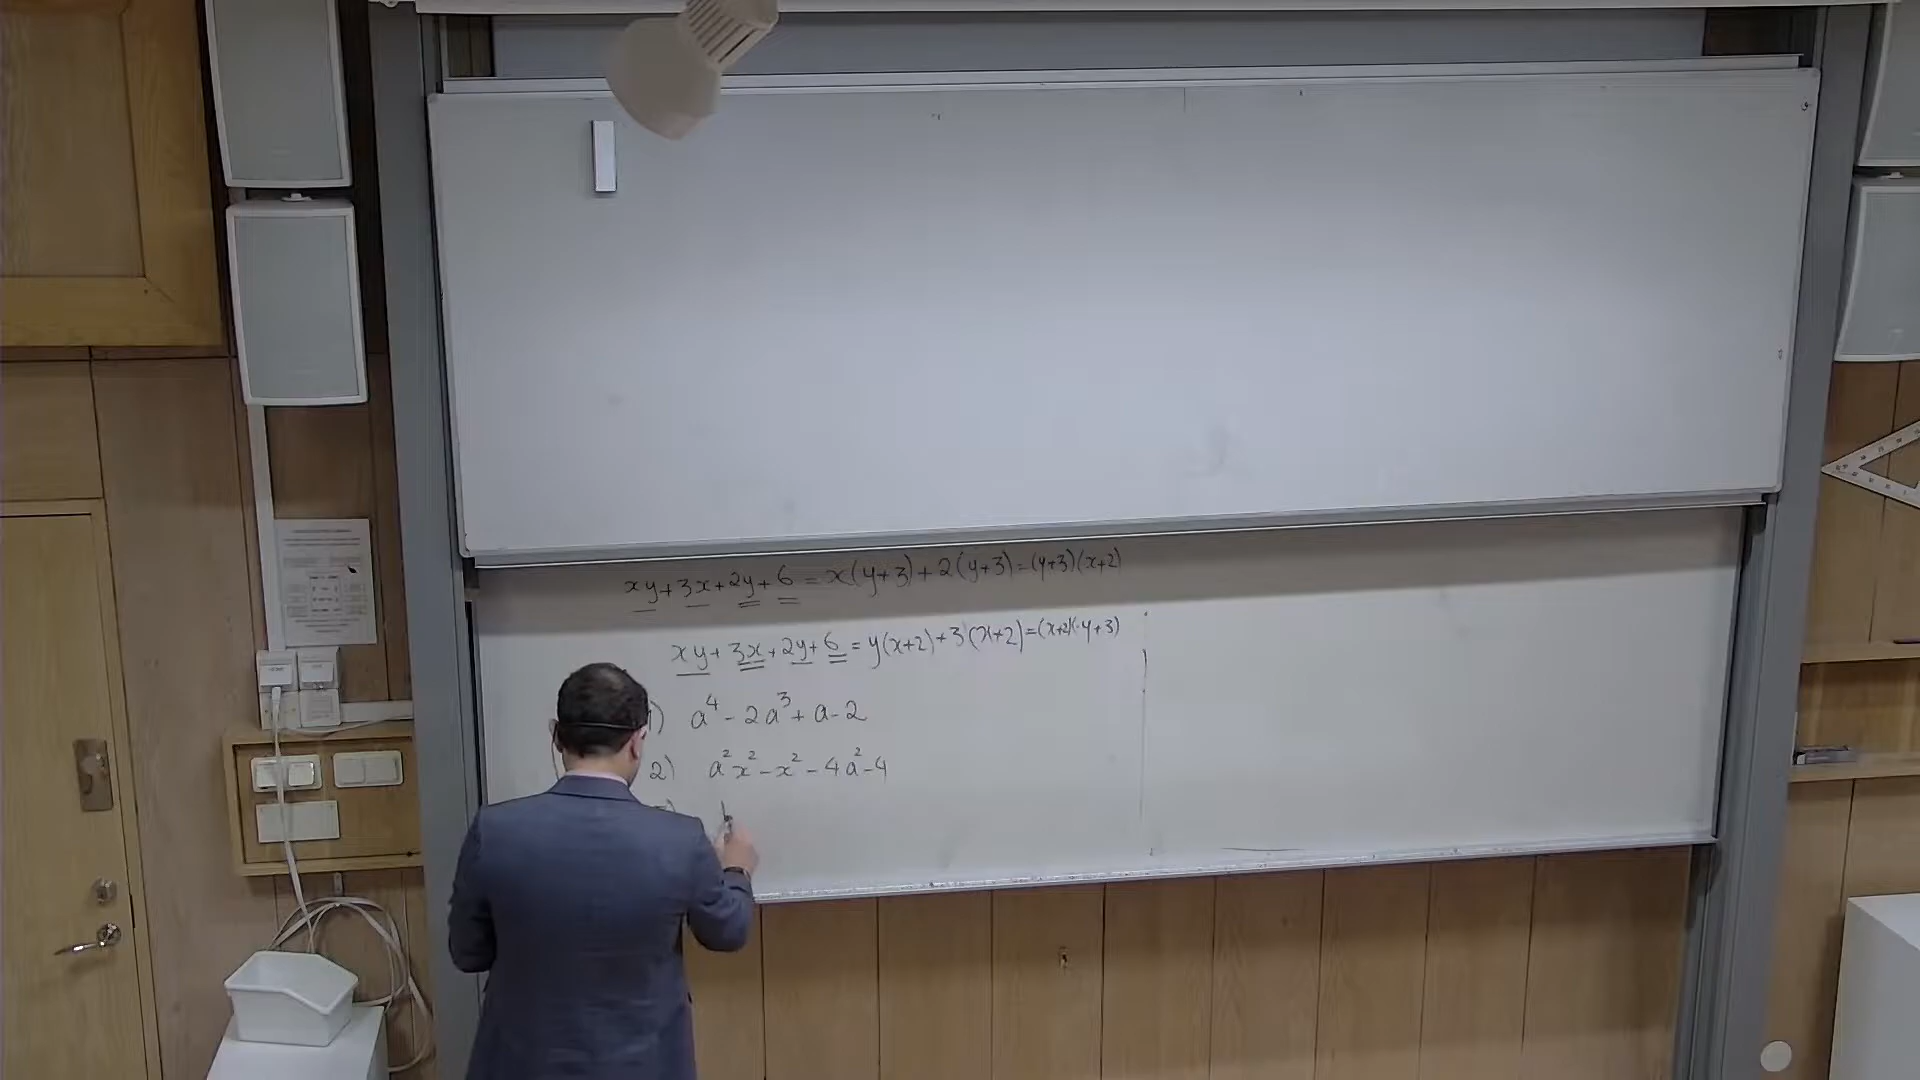 xy+3x+2y+6 = x(y+3)+2(y+3)=(y+3)(x+2)
xy+3x+2y+6=y(x+2)+3(x+2)=(x+2)(y+3)
1) a⁴-2a³+a-2
2) a²x²-x²-4a²-4